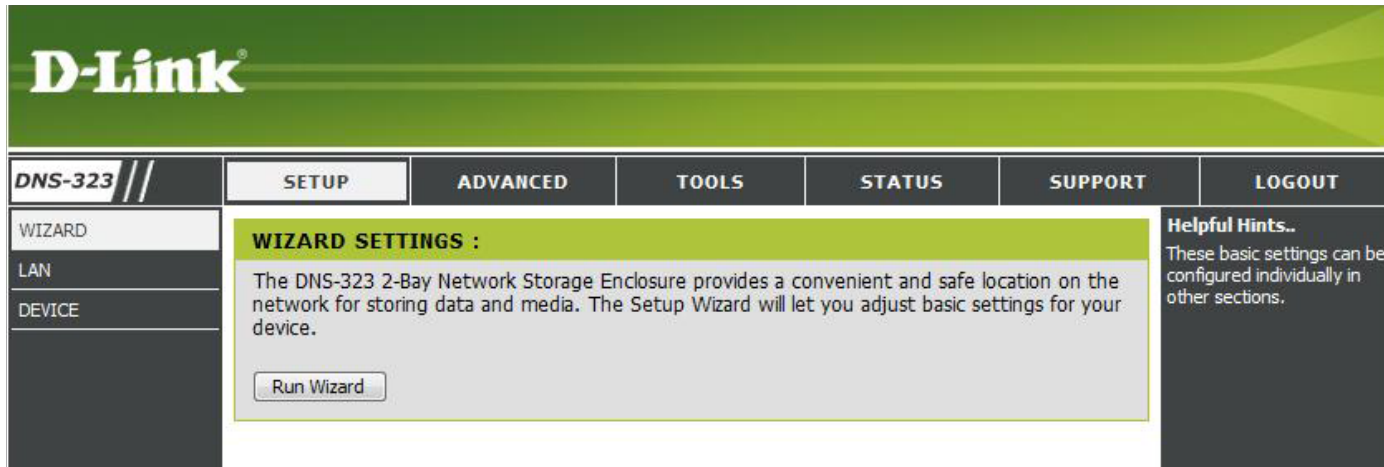 D-Link®
DNS-323
SETUP
ADVANCED
TOOLS
STATUS
SUPPORT
LOGOUT
WIZARD
LAN
DEVICE
WIZARD SETTINGS :
The DNS-323 2-Bay Network Storage Enclosure provides a convenient and safe location on the
network for storing data and media. The Setup Wizard will let you adjust basic settings for your
device.
Run Wizard
Helpful Hints..
These basic settings can be
configured individually in
other sections.